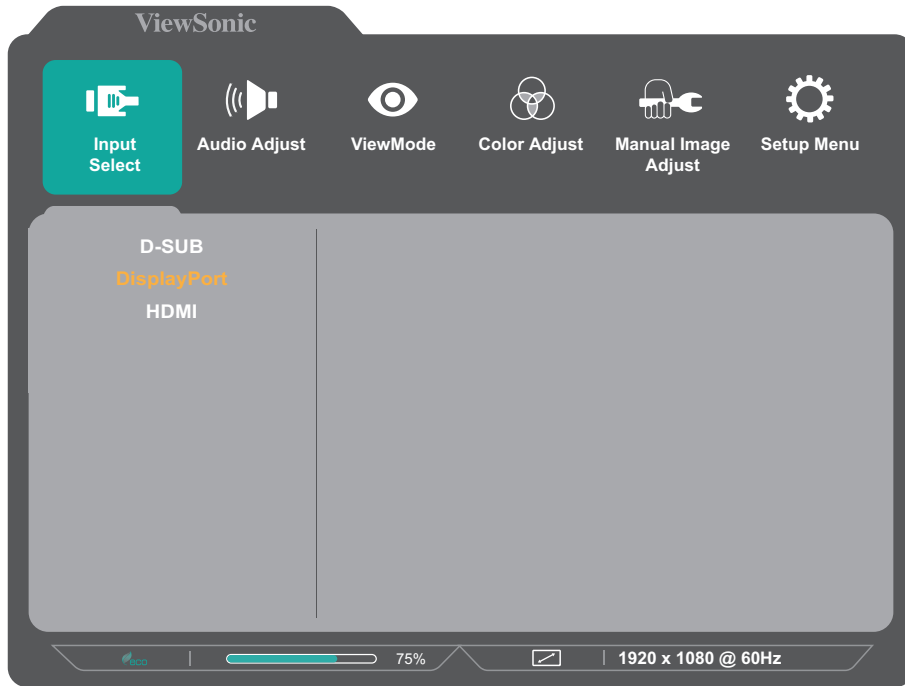 ViewSonic
Input
Select
Audio Adjust
ViewMode
Color Adjust
Manual Image
Adjust
Setup Menu
D-SUB
DisplayPort
HDMI
eco
75%
1920 x 1080 @ 60Hz